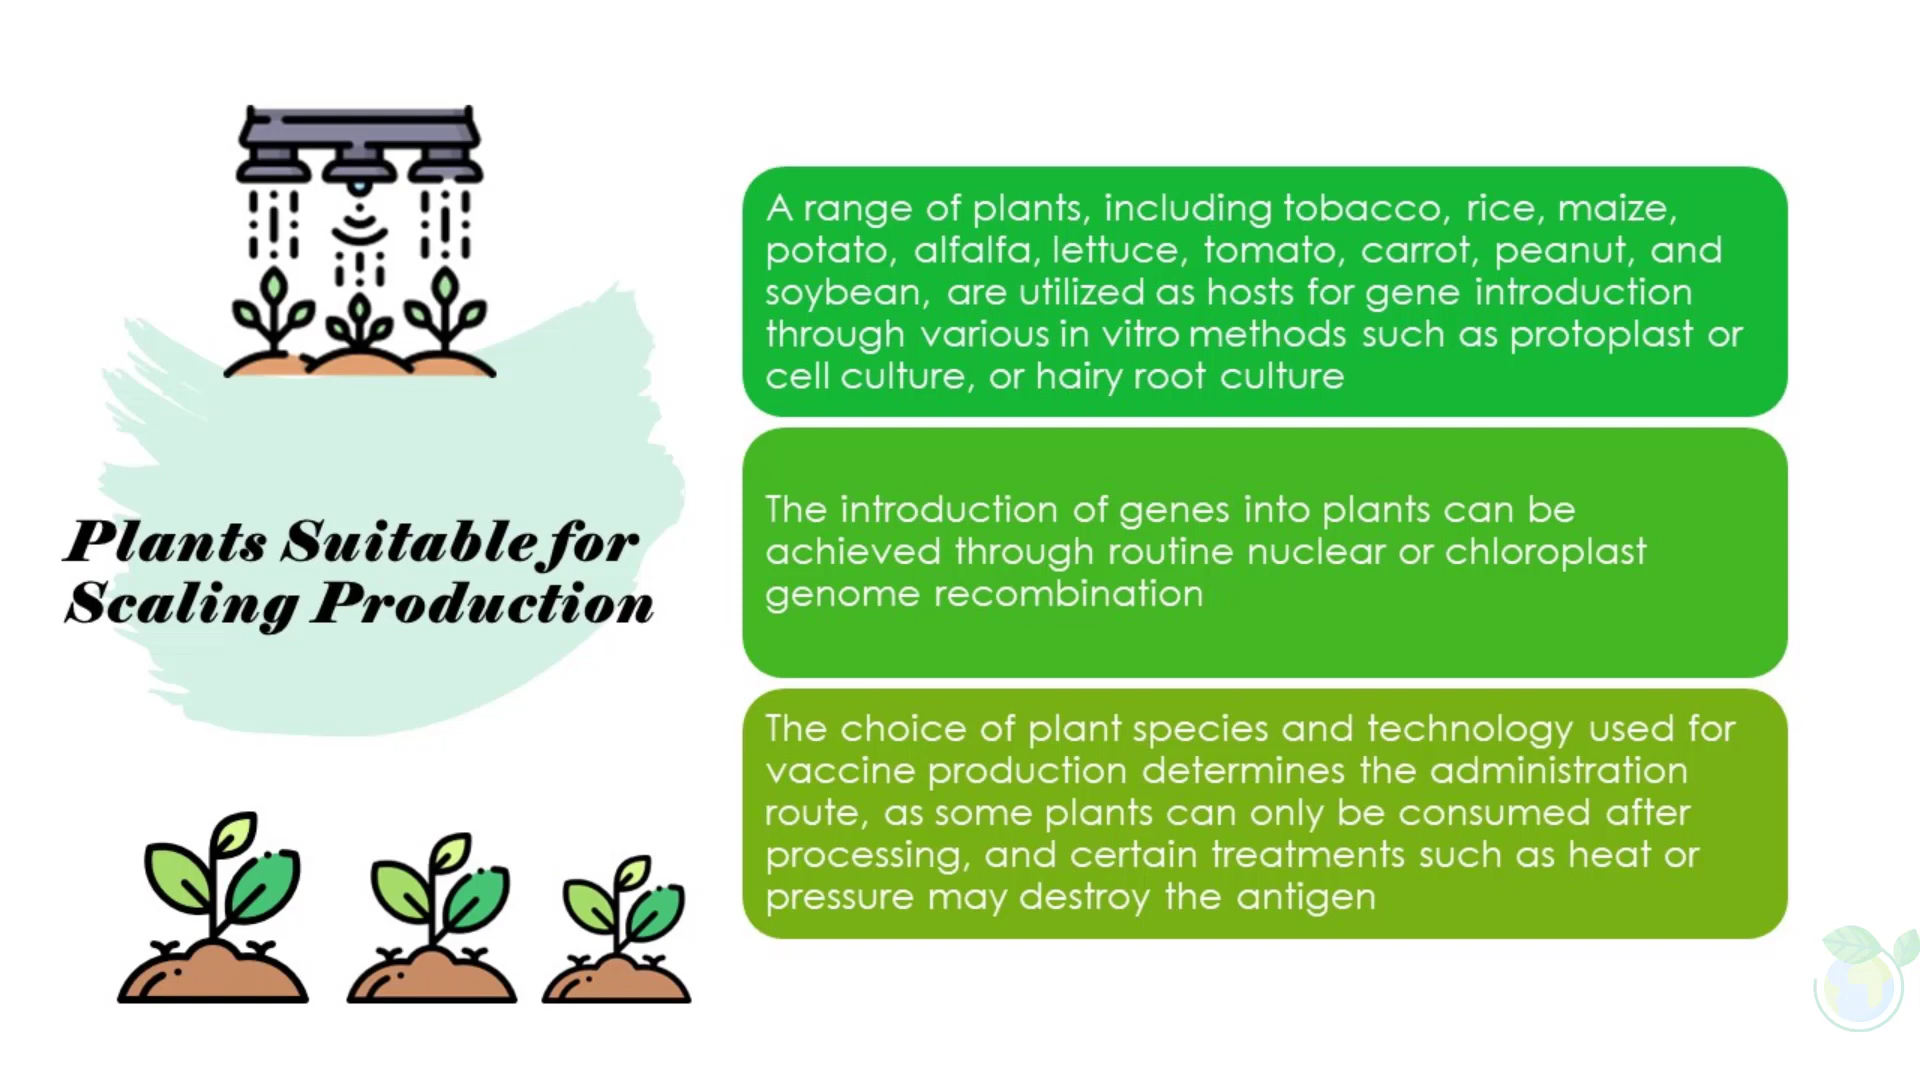 Plants Suitable for
Scaling Production
A range of plants, including tobacco, rice, maize,
potato, alfalfa, lettuce, tomato, carrot, peanut, and
soybean, are utilized as hosts for gene introduction
through various in vitro methods such as protoplast or
cell culture, or hairy root culture
The introduction of genes into plants can be
achieved through routine nuclear or chloroplast
genome recombination
The choice of plant species and technology used for
vaccine production determines the administration
route, as some plants can only be consumed after
processing, and certain treatments such as heat or
pressure may destroy the antigen